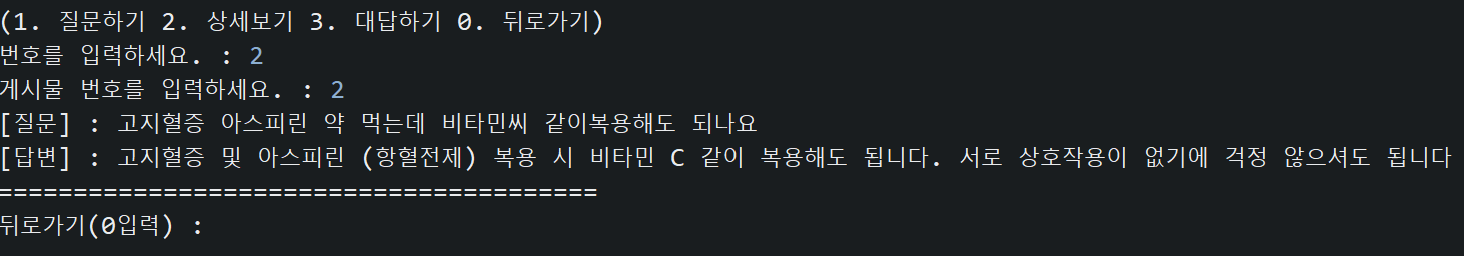 (1. 질문하기 2. 상세보기 3. 대답하기 0. 뒤로가기)
번호를 입력하세요. : 2
게시물 번호를 입력하세요. : 2
[질문] : 고지혈증 아스피린 약 먹는데 비타민씨 같이복용해도 되나요
[답변] : 고지혈증 및 아스피린 (항혈전제) 복용 시 비타민 C 같이 복용해도 됩니다. 서로 상호작용이 없기에 걱정 않으셔도 됩니다
========================================
뒤로가기(0입력) :